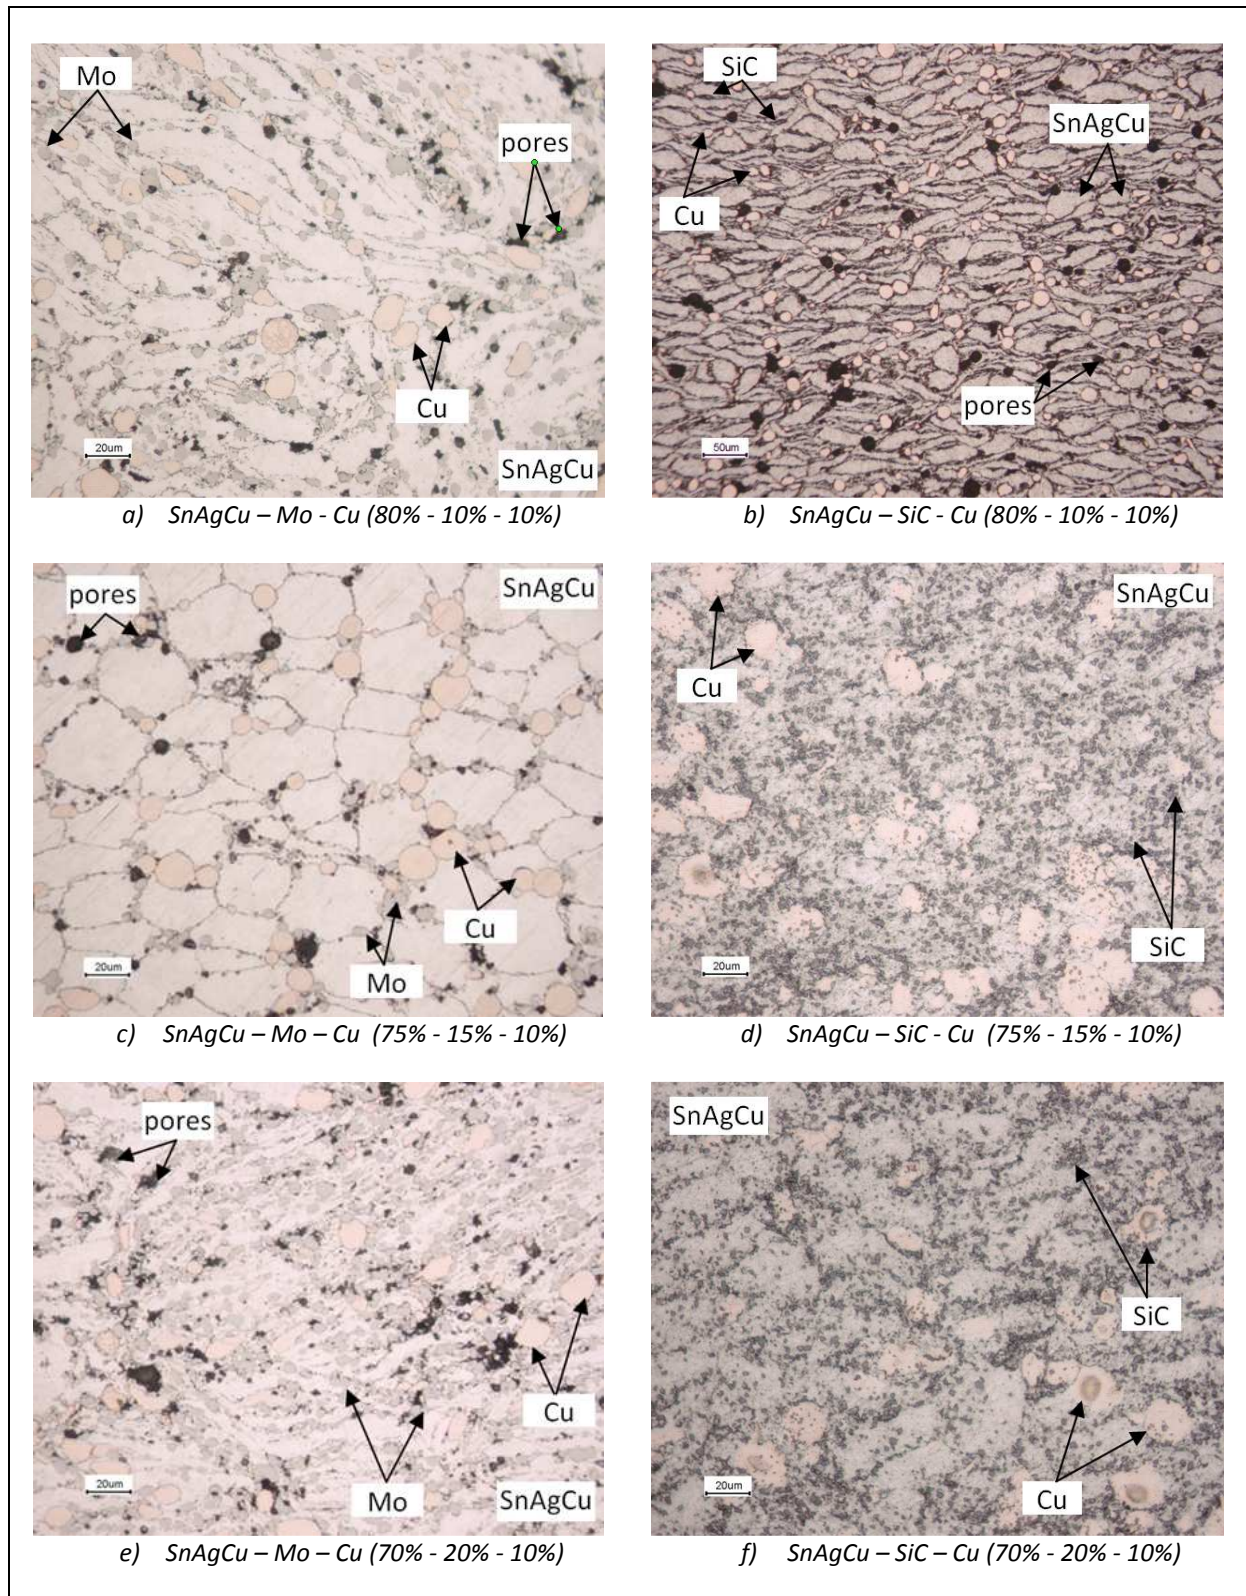 Mo
pores
Cu
20um
SnAgCu
a) SnAgCu – Mo - Cu (80% - 10% - 10%)
SiC
SnAgCu
Cu
pores
50um
b) SnAgCu – SiC - Cu (80% - 10% - 10%)
SnAgCu
pores
Cu
20um
Mo
c) SnAgCu – Mo – Cu (75% - 15% - 10%)
SnAgCu
Cu
SiC
20um
d) SnAgCu – SiC - Cu (75% - 15% - 10%)
pores
Cu
20um
Mo
SnAgCu
e) SnAgCu – Mo – Cu (70% - 20% - 10%)
SnAgCu
SiC
20um
Cu
f) SnAgCu – SiC – Cu (70% - 20% - 10%)